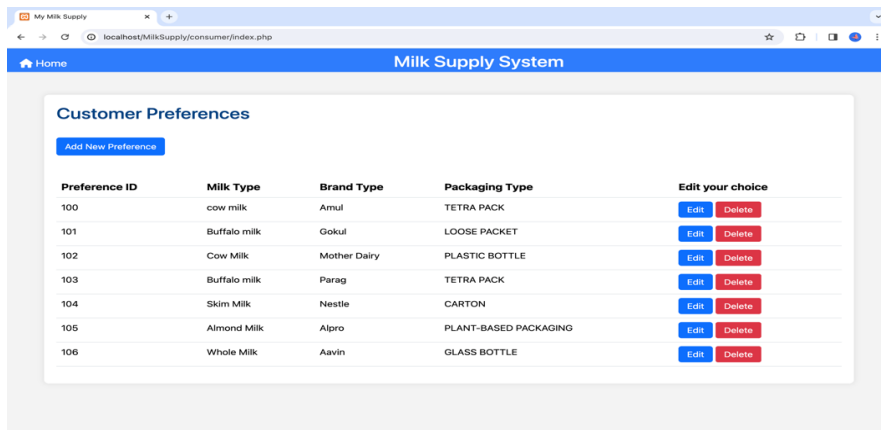 My Milk Supply
localhost/MilkSupply/consumer/index.php
Home Milk Supply System
Customer Preferences
Add New Preference
Preference ID Milk Type Brand Type Packaging Type Edit your choice
100 cow milk Amul TETRA PACK Edit Delete
101 Buffalo milk Gokul LOOSE PACKET Edit Delete
102 Cow Milk Mother Dairy PLASTIC BOTTLE Edit Delete
103 Buffalo milk Parag TETRA PACK Edit Delete
104 Skim Milk Nestle CARTON Edit Delete
105 Almond Milk Alpro PLANT-BASED PACKAGING Edit Delete
106 Whole Milk Aavin GLASS BOTTLE Edit Delete